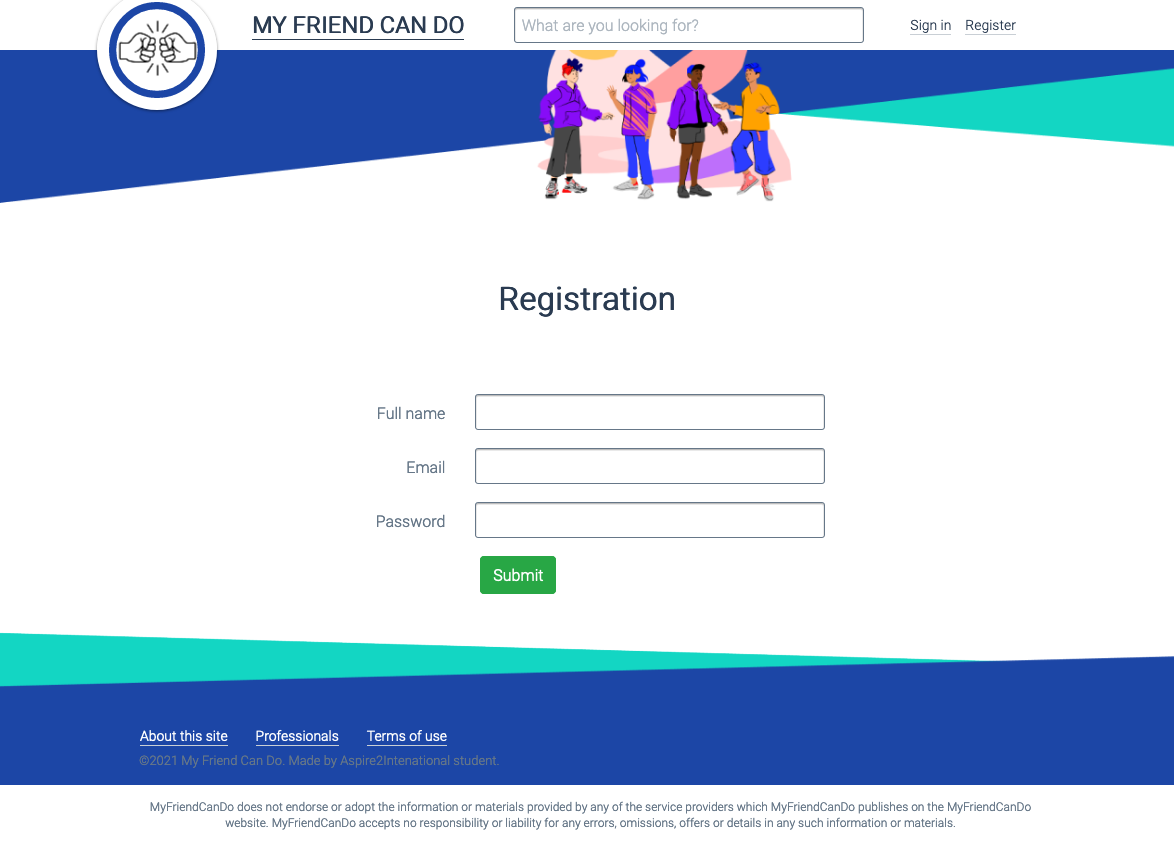 MY FRIEND CAN DO
What are you looking for?
Sign in Register
Registration
Full name
Email
Password
Submit
About this site Professionals Terms of use
©2021 My Friend Can Do. Made by Aspire2Intenational student.
MyFriendCanDo does not endorse or adopt the information or materials provided by any of the service providers which MyFriendCanDo publishes on the MyFriendCanDo
website. MyFriendCanDo accepts no responsibility or liability for any errors, omissions, offers or details in any such information or materials.